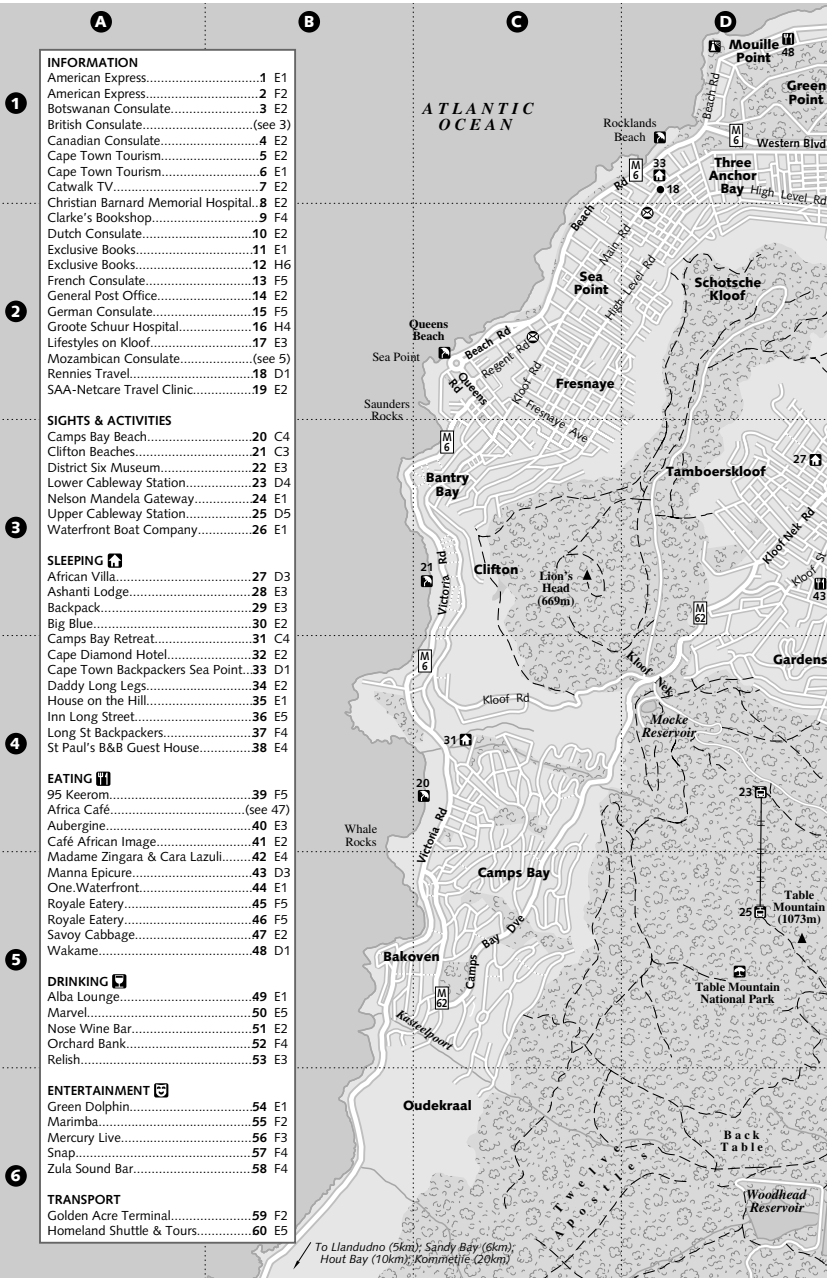 A
B
C
D
1
2
3
4
5
6
INFORMATION
American Express..........1 E1
American Express..........2 F2
Botswanan Consulate..........3 E2
British Consulate..........(see 3)
Canadian Consulate..........4 E2
Cape Town Tourism..........5 E2
Cape Town Tourism..........6 E1
Catwalk TV..........7 E2
Christian Barnard Memorial Hospital..8 E2
Clarke's Bookshop..........9 F4
Dutch Consulate..........10 E2
Exclusive Books..........11 E1
Exclusive Books..........12 H6
French Consulate..........13 F5
General Post Office..........14 E2
German Consulate..........15 F5
Groote Schuur Hospital..........16 H4
Lifestyles on Kloof..........17 E3
Mozambican Consulate..........(see 5)
Rennies Travel..........18 D1
SAA-Netcare Travel Clinic..........19 E2
SIGHTS & ACTIVITIES
Camps Bay Beach..........20 C4
Clifton Beaches..........21 C3
District Six Museum..........22 E3
Lower Cableway Station..........23 D4
Nelson Mandela Gateway..........24 E1
Upper Cableway Station..........25 D5
Waterfront Boat Company..........26 E1
SLEEPING
African Villa..........27 D3
Ashanti Lodge..........28 E3
Backpack..........29 E3
Big Blue..........30 E2
Camps Bay Retreat..........31 C4
Cape Diamond Hotel..........32 E2
Cape Town Backpackers Sea Point...33 D1
Daddy Long Legs..........34 E2
House on the Hill..........35 E1
Inn Long Street..........36 E5
Long St Backpackers..........37 F4
St Paul's B&B Guest House..........38 E4
EATING
95 Keerom..........39 F5
Africa Café..........(see 47)
Aubergine..........40 E3
Café African Image..........41 E2
Madame Zingara & Cara Lazuli.......42 E4
Manna Epicure..........43 D3
One.Waterfront..........44 E1
Royale Eatery..........45 F5
Royale Eatery..........46 F5
Savoy Cabbage..........47 E2
Wakame..........48 D1
DRINKING
Alba Lounge..........49 E1
Marvel..........50 E5
Nose Wine Bar..........51 E2
Orchard Bank..........52 F4
Relish..........53 E3
ENTERTAINMENT
Green Dolphin..........54 E1
Marimba..........55 F2
Mercury Live..........56 F3
Snap..........57 F4
Zula Sound Bar..........58 F4
TRANSPORT
Golden Acre Terminal..........59 F2
Homeland Shuttle & Tours..........60 E5
ATLANTIC
OCEAN
Mouille
Point
48
Green
Point
Beach Rd
Rocklands
Beach
M
6
Western Blvd
M
6
33
18
Three
Anchor
Bay
High Level Rd
Beach
Rd
Main Rd
Sea
Point
High Level Rd
Schotsche
Kloof
Queens
Beach
Sea Point
Beach Rd
Regent Rd
Queens
Rd
Kloof Rd
Fresnaye
Saunders
Rocks
Fresnaye Ave
M
6
Tamboerskloof
27
Bantry
Bay
Kloof Nek Rd
Kloof St
43
21
Victoria Rd
Clifton
Lion's
Head
(669m)
M
62
M
6
Kloof Nek
Gardens
Kloof Rd
Mocke
Reservoir
31
20
23
Whale
Rocks
Victoria Rd
Camps Bay
Table
Mountain
(1073m)
25
Bakoven
Camps Bay Dve
Table Mountain
National Park
M
62
Kasteelpoort
Oudekraal
Back
Table
Twelve
Apostles
Woodhead
Reservoir
To Llandudno (5km); Sandy Bay (6km);
Hout Bay (10km); Kommetjie (20km)